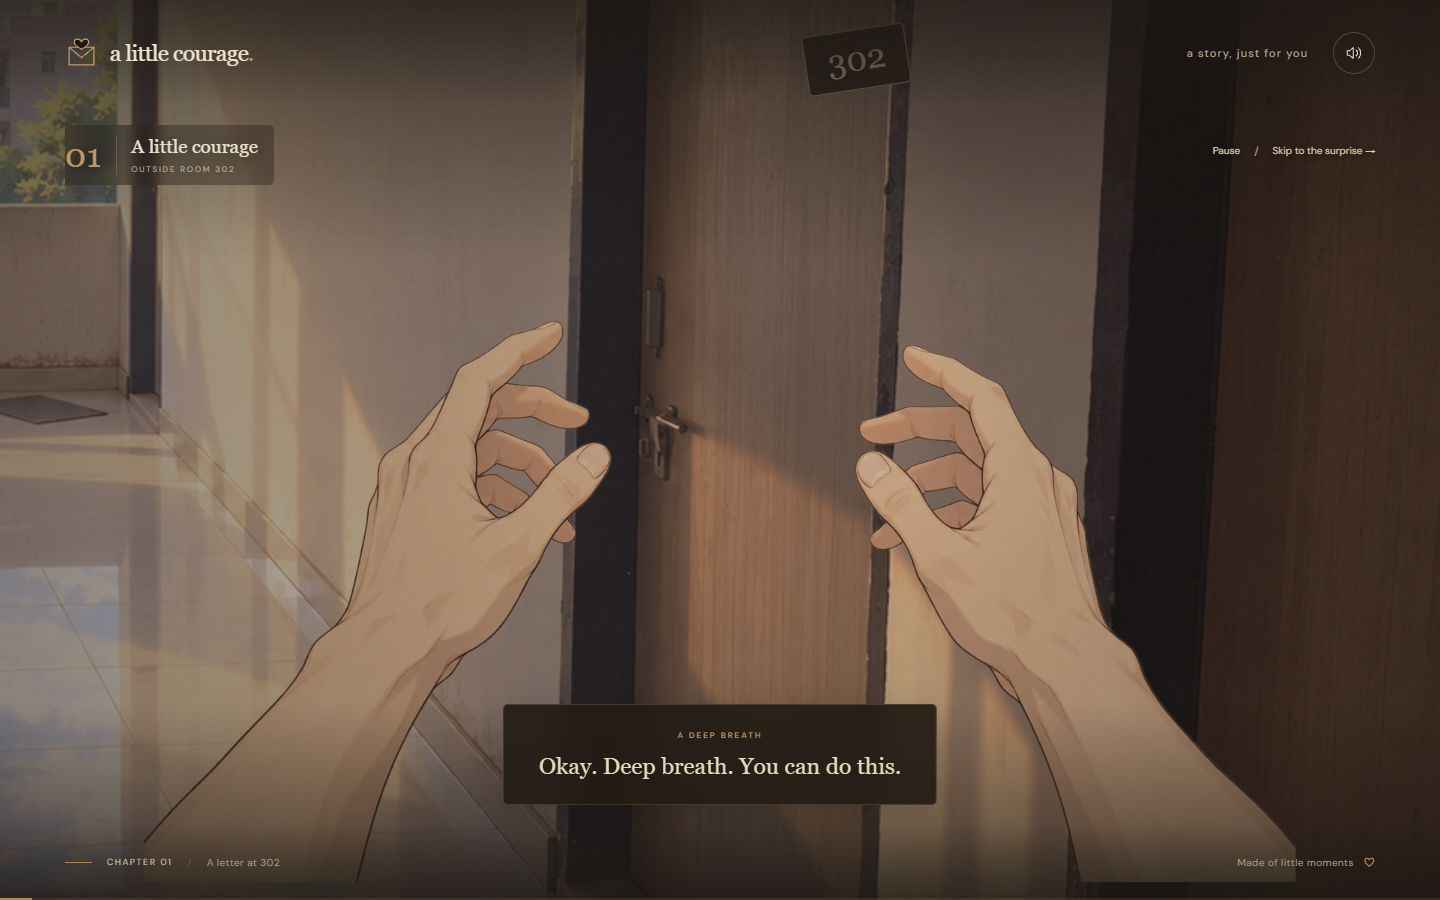 a little courage.
302
a story, just for you
01
A little courage
OUTSIDE ROOM 302
Pause / Skip to the surprise →
A DEEP BREATH
Okay. Deep breath. You can do this.
CHAPTER 01 / A letter at 302
Made of little moments ♡